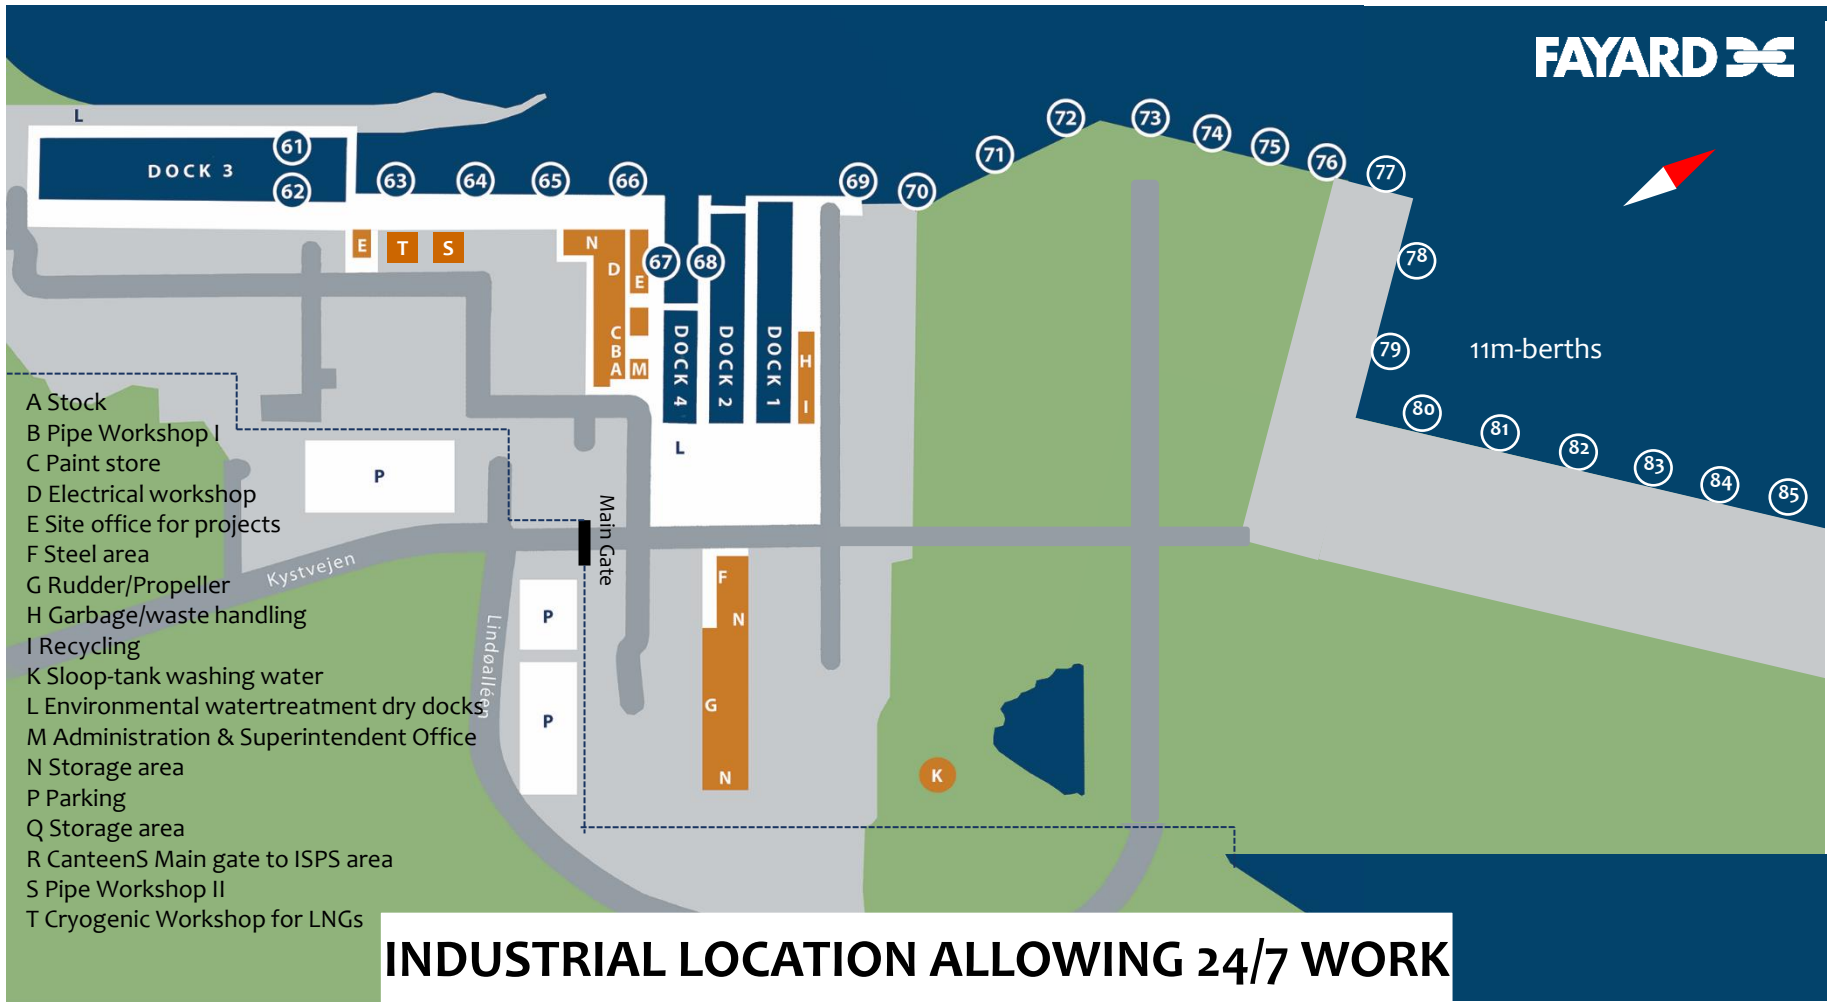 FAYARD
L
DOCK 3
61
62
63
64
65
66
67
68
69
70
71
72
73
74
75
76
77
78
79
80
81
82
83
84
85
11m-berths
E
T
S
N
D
E
C
B
A
M
DOCK 4
DOCK 2
DOCK 1
H
I
L
P
Main Gate
Kystvejen
Lindøalléen
P
P
F
N
G
N
K
A Stock
B Pipe Workshop I
C Paint store
D Electrical workshop
E Site office for projects
F Steel area
G Rudder/Propeller
H Garbage/waste handling
I Recycling
K Sloop-tank washing water
L Environmental watertreatment dry docks
M Administration & Superintendent Office
N Storage area
P Parking
Q Storage area
R CanteenS Main gate to ISPS area
S Pipe Workshop II
T Cryogenic Workshop for LNGs
INDUSTRIAL LOCATION ALLOWING 24/7 WORK